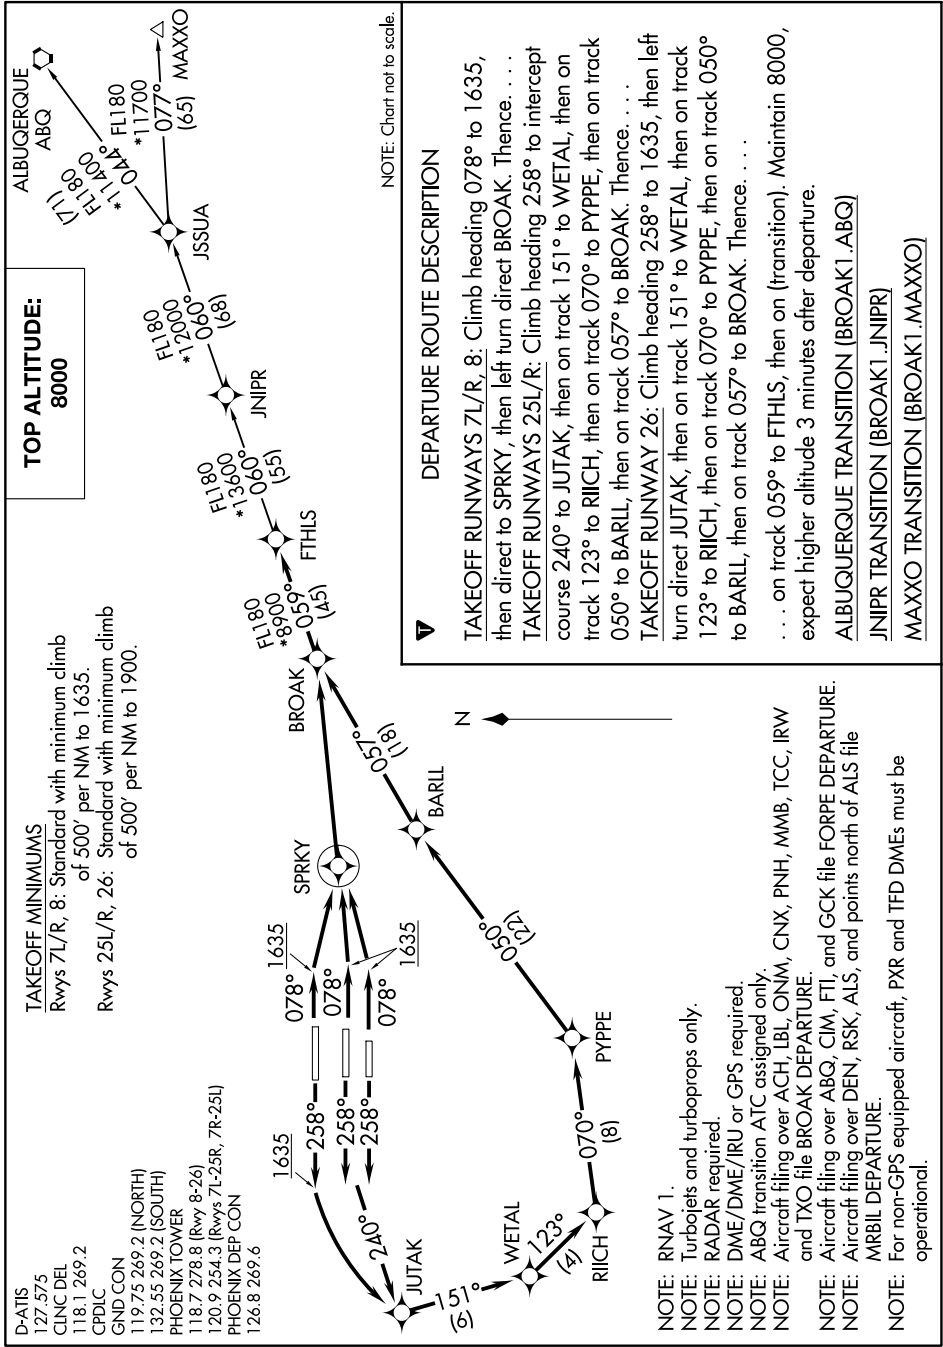 D-ATIS
127.575
CLNC DEL
118.1 269.2
CPDLC
GND CON
119.75 269.2 (NORTH)
132.55 269.2 (SOUTH)
PHOENIX TOWER
118.7 278.8 (Rwy 8-26)
120.9 254.3 (Rwys 7L-25R, 7R-25L)
PHOENIX DEP CON
126.8 269.6
TAKEOFF MINIMUMS
Rwys 7L/R, 8: Standard with minimum climb
of 500' per NM to 1635.
Rwys 25L/R, 26: Standard with minimum climb
of 500' per NM to 1900.
TOP ALTITUDE:
8000
ALBUQERQUE
ABQ
(71)
FL180
*11400
044°
FL180
*11700
077°
(65)
MAXXO
JSSUA
FL180
*12000
060°
(68)
JNIPR
FL180
*13600
060°
(55)
FTHLS
FL180
*8900
059°
(45)
BROAK
SPRKY
057°
(18)
BARLL
1635
1635
078°
078°
078°
1635
258°
258°
258°
240°
JUTAK
151°
(6)
WETAL
123°
(4)
RIICH
070°
(8)
PYPPE
050°
(22)
N
NOTE: Chart not to scale.
NOTE: RNAV 1.
NOTE: Turbojets and turboprops only.
NOTE: RADAR required.
NOTE: DME/DME/IRU or GPS required.
NOTE: ABQ transition ATC assigned only.
NOTE: Aircraft filing over ACH, LBL, ONM, CNX, PNH, MMB, TCC, IRW
and TXO file BROAK DEPARTURE.
NOTE: Aircraft filing over ABQ, CIM, FTI, and GCK file FORPE DEPARTURE.
NOTE: Aircraft filing over DEN, RSK, ALS, and points north of ALS file
MRBIL DEPARTURE.
NOTE: For non-GPS equipped aircraft, PXR and TFD DMEs must be
operational.
T
DEPARTURE ROUTE DESCRIPTION
TAKEOFF RUNWAYS 7L/R, 8: Climb heading 078° to 1635,
then direct to SPRKY, then left turn direct BROAK. Thence. . . .
TAKEOFF RUNWAYS 25L/R: Climb heading 258° to intercept
course 240° to JUTAK, then on track 151° to WETAL, then on
track 123° to RIICH, then on track 070° to PYPPE, then on track
050° to BARLL, then on track 057° to BROAK. Thence. . . .
TAKEOFF RUNWAY 26: Climb heading 258° to 1635, then left
turn direct JUTAK, then on track 151° to WETAL, then on track
123° to RIICH, then on track 070° to PYPPE, then on track 050°
to BARLL, then on track 057° to BROAK. Thence. . . .
. . . on track 059° to FTHLS, then on (transition). Maintain 8000,
expect higher altitude 3 minutes after departure.
ALBUQUERQUE TRANSITION (BROAK1.ABQ)
JNIPR TRANSITION (BROAK1.JNIPR)
MAXXO TRANSITION (BROAK1.MAXXO)